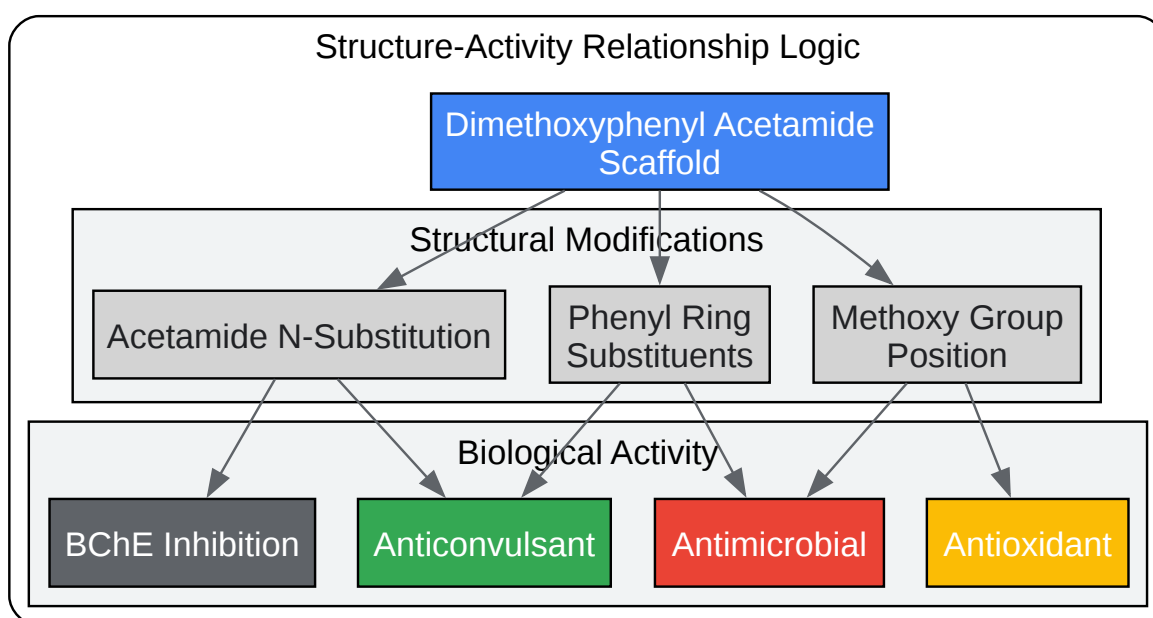 Structure-Activity Relationship Logic
Dimethoxyphenyl Acetamide
Scaffold
Structural Modifications
Acetamide N-Substitution
Phenyl Ring
Substituents
Methoxy Group
Position
Biological Activity
BChE Inhibition
Anticonvulsant
Antimicrobial
Antioxidant